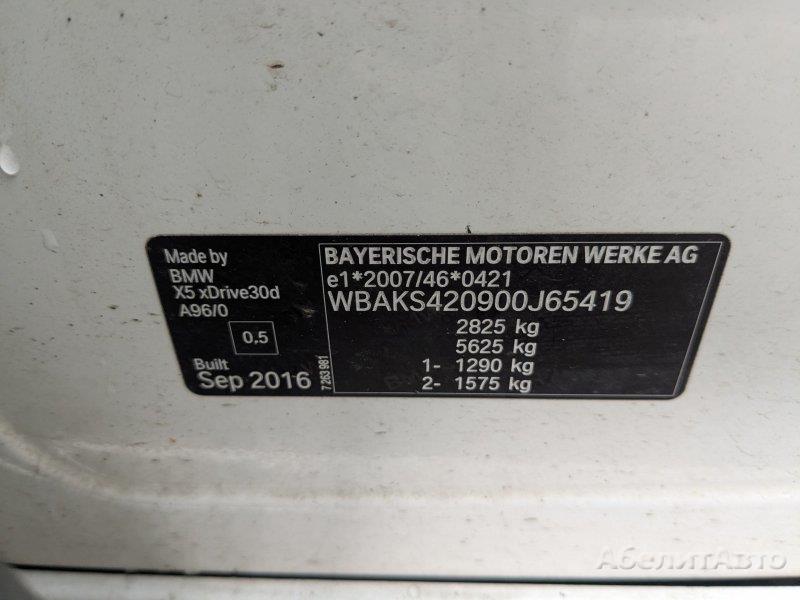 Made by
BMW
X5 xDrive30d
A96/0
0,5
Built
Sep 2016
7 263 981
BAYERISCHE MOTOREN WERKE AG
e1*2007/46*0421
WBAKS420900J65419
2825 kg
5625 kg
1- 1290 kg
2- 1575 kg
АбелитАвто